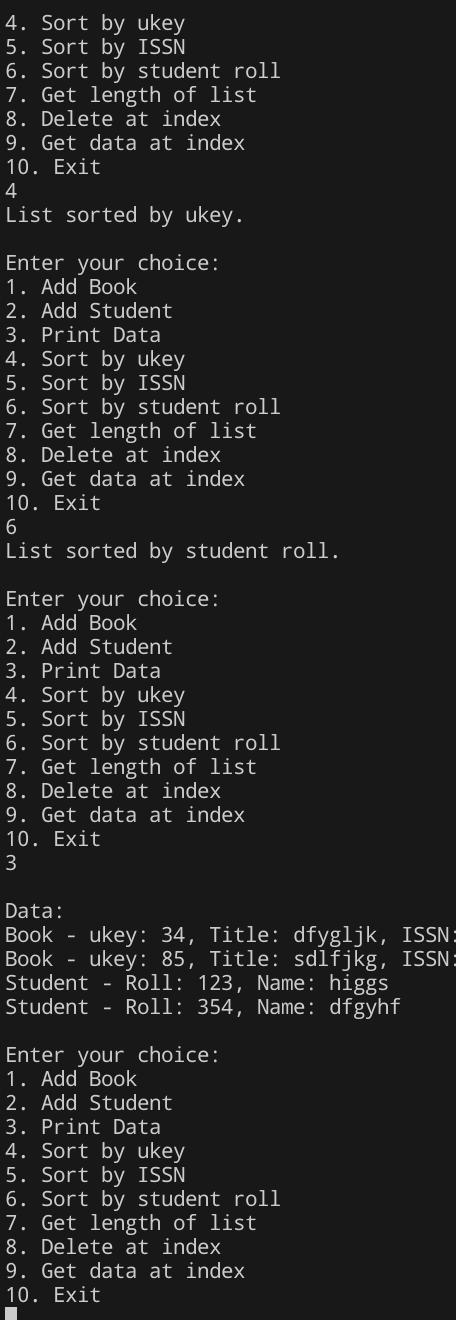 4. Sort by ukey
5. Sort by ISSN
6. Sort by student roll
7. Get length of list
8. Delete at index
9. Get data at index
10. Exit
4
List sorted by ukey.
Enter your choice:
1. Add Book
2. Add Student
3. Print Data
4. Sort by ukey
5. Sort by ISSN
6. Sort by student roll
7. Get length of list
8. Delete at index
9. Get data at index
10. Exit
6
List sorted by student roll.
Enter your choice:
1. Add Book
2. Add Student
3. Print Data
4. Sort by ukey
5. Sort by ISSN
6. Sort by student roll
7. Get length of list
8. Delete at index
9. Get data at index
10. Exit
3
Data:
Book - ukey: 34, Title: dfygljk, ISSN:
Book - ukey: 85, Title: sdlfjkg, ISSN:
Student - Roll: 123, Name: higgs
Student - Roll: 354, Name: dfgyhf
Enter your choice:
1. Add Book
2. Add Student
3. Print Data
4. Sort by ukey
5. Sort by ISSN
6. Sort by student roll
7. Get length of list
8. Delete at index
9. Get data at index
10. Exit